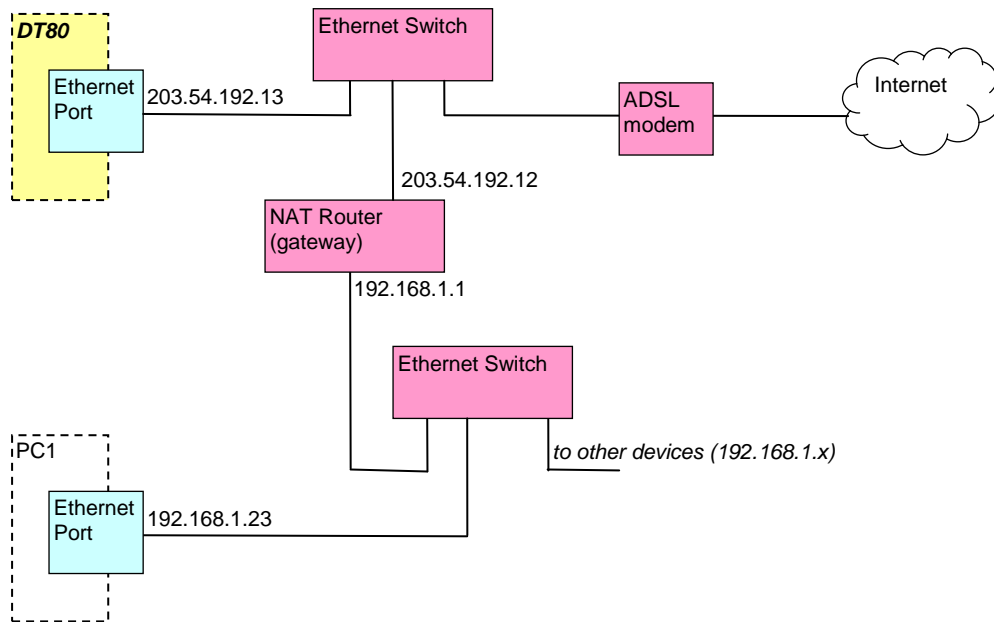 DT80
Ethernet
Port
203.54.192.13
Ethernet Switch
ADSL
modem
Internet
203.54.192.12
NAT Router
(gateway)
192.168.1.1
Ethernet Switch
to other devices (192.168.1.x)
PC1
Ethernet
Port
192.168.1.23